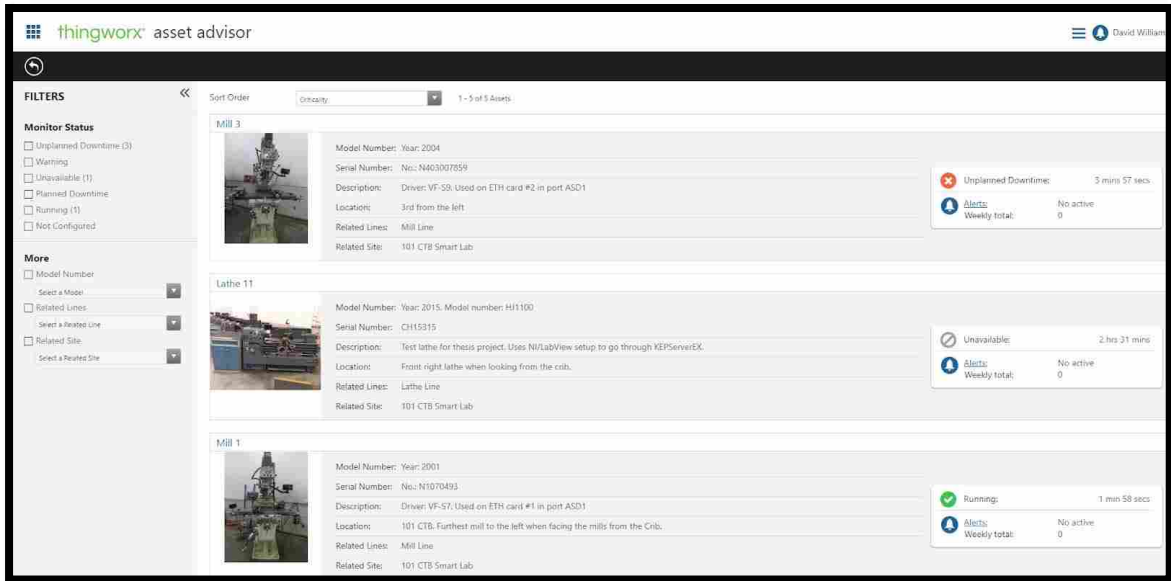 thingworx asset advisor
David William
FILTERS
Sort Order
Criticality
1 - 5 of 5 Assets
Monitor Status
Unplanned Downtime (3)
Warning
Unavailable (1)
Planned Downtime
Running (1)
Not Configured
More
Model Number
Select a Model
Related Lines
Select a Related Line
Related Site
Select a Related Site
Mill 3
Model Number: Year: 2004
Serial Number: No.: N403007859
Description: Driver: VF-S9. Used on ETH card #2 in port ASD1
Location: 3rd from the left
Related Lines: Mill Line
Related Site: 101 CTB Smart Lab
Unplanned Downtime: 3 mins 57 secs
Alerts: No active
Weekly total: 0
Lathe 11
Model Number: Year: 2015. Model number: HJ1100
Serial Number: CH15315
Description: Test lathe for thesis project. Uses NI/LabView setup to go through KEPServerEX.
Location: Front right lathe when looking from the crib.
Related Lines: Lathe Line
Related Site: 101 CTB Smart Lab
Unavailable: 2 hrs 31 mins
Alerts: No active
Weekly total: 0
Mill 1
Model Number: Year: 2001
Serial Number: No.: N1070493
Description: Driver: VF-S7. Used on ETH card #1 in port ASD1
Location: 101 CTB. Furthest mill to the left when facing the mills from the Crib.
Related Lines: Mill Line
Related Site: 101 CTB Smart Lab
Running: 1 min 58 secs
Alerts: No active
Weekly total: 0